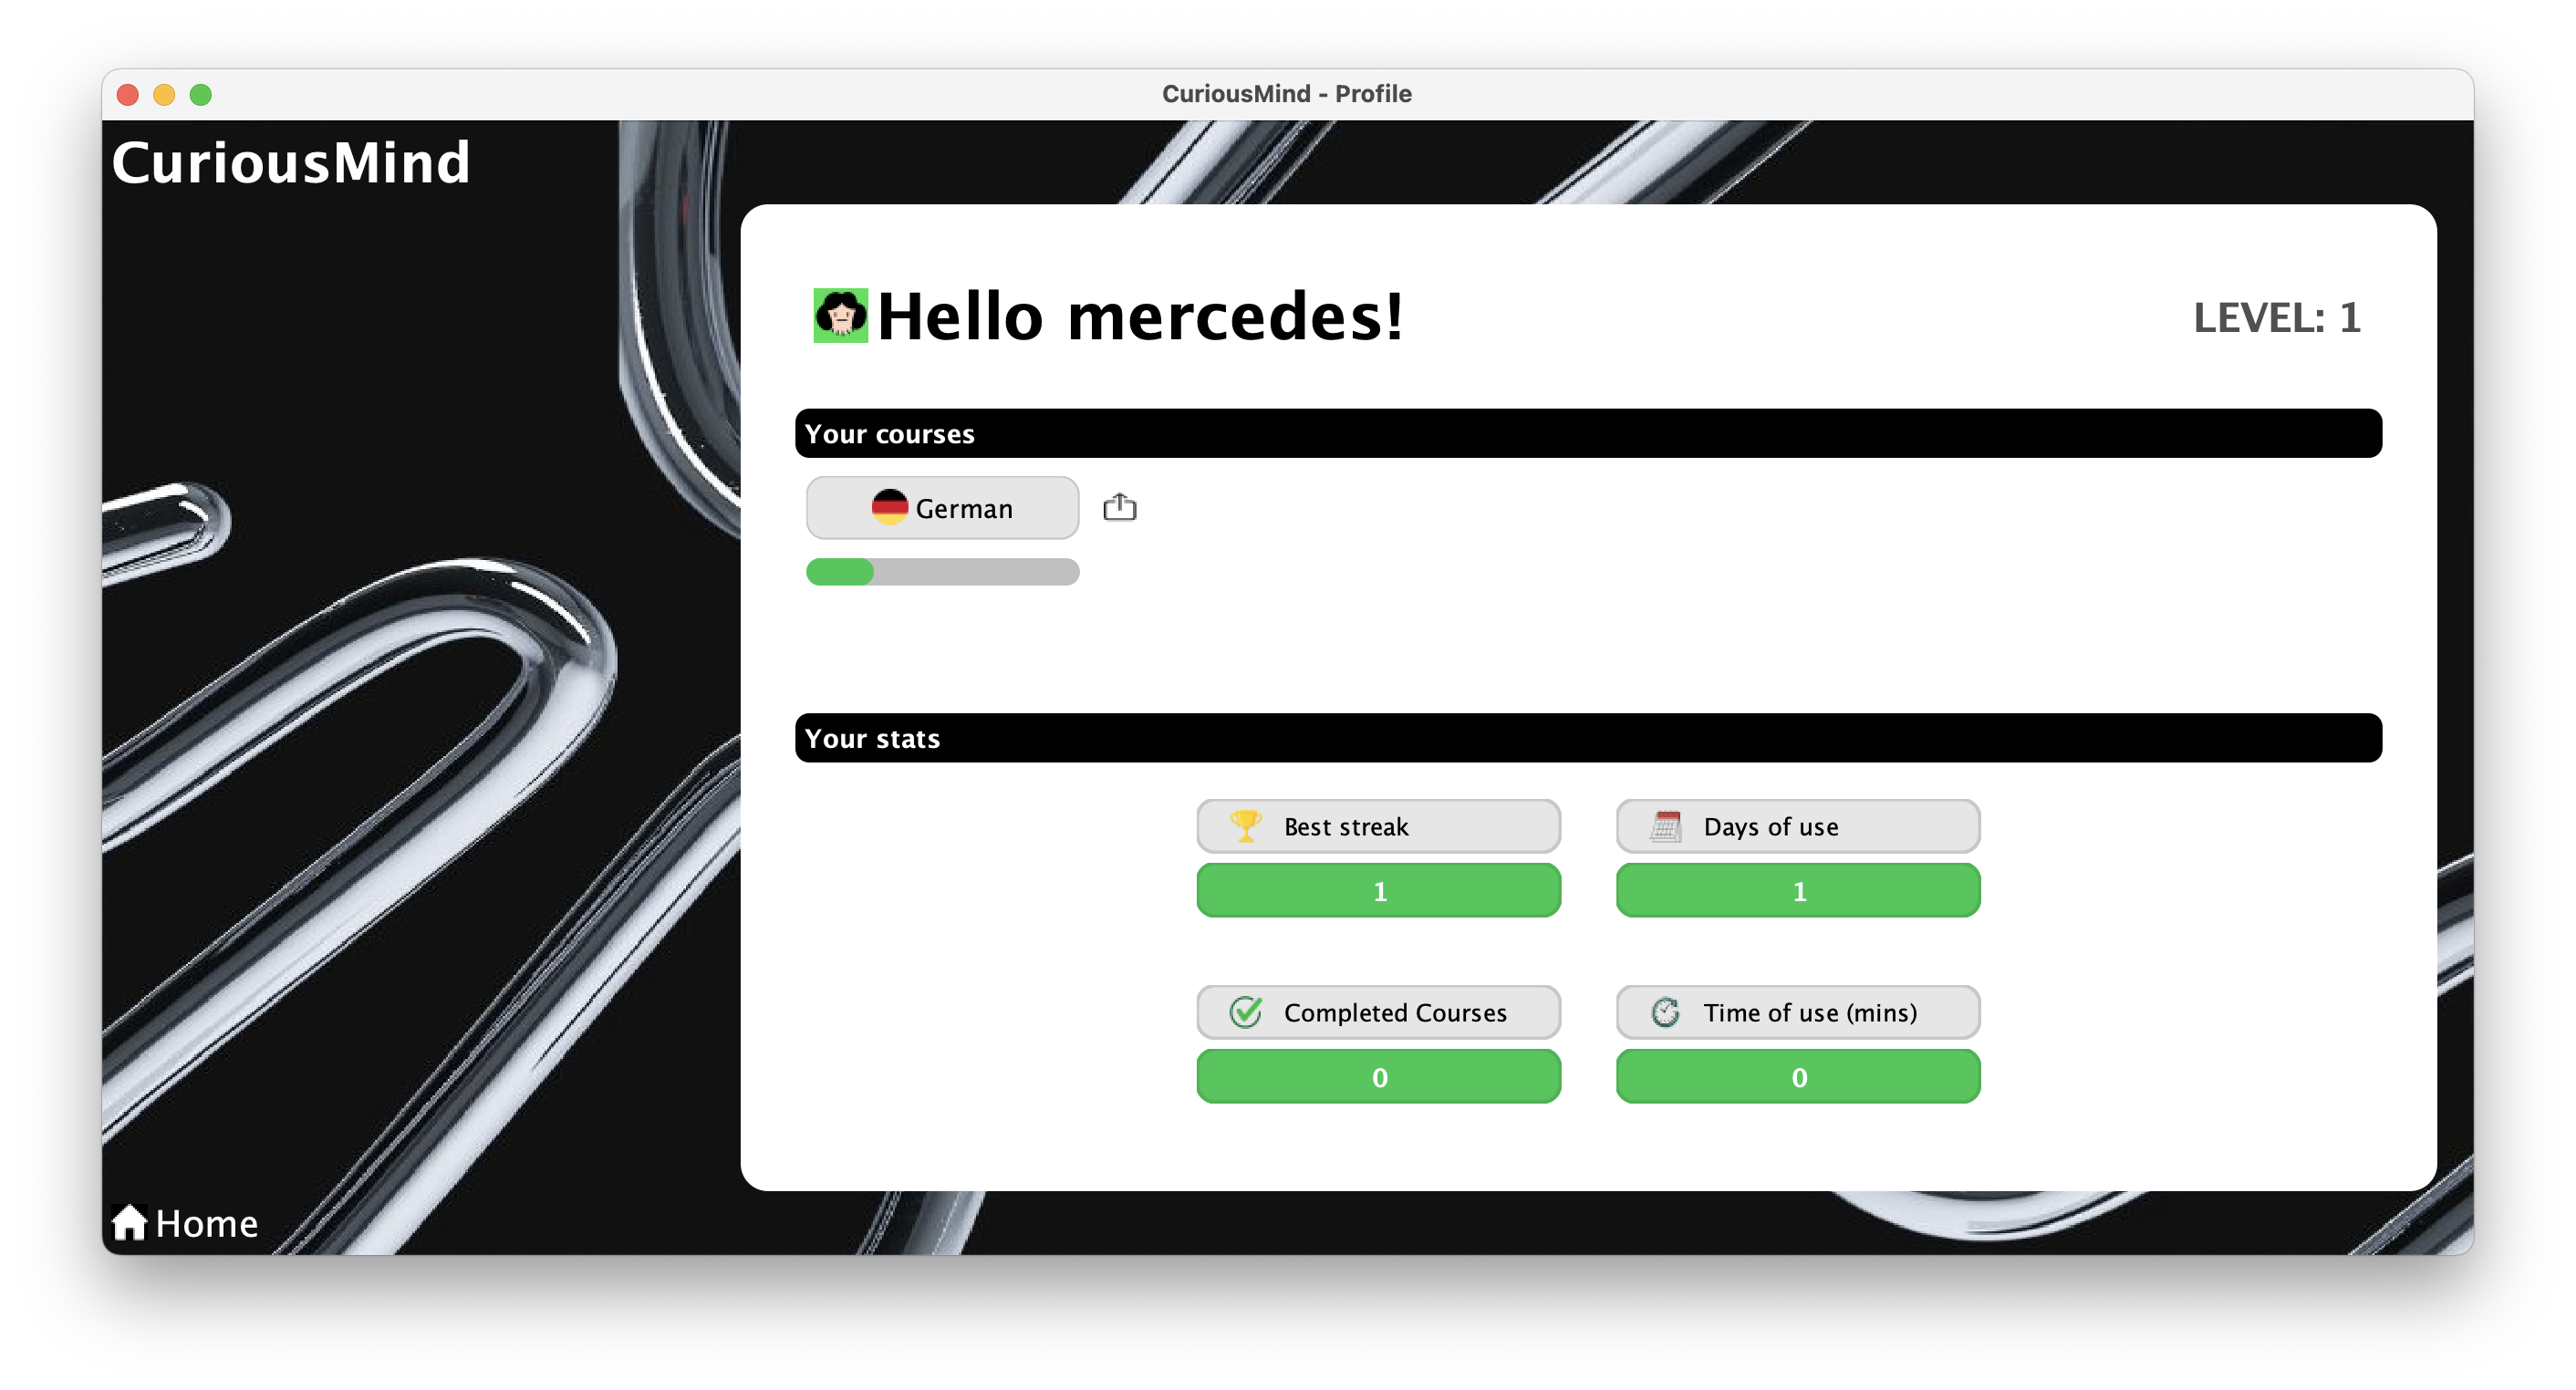 CuriousMind - Profile
CuriousMind
Hello mercedes!
LEVEL: 1
Your courses
German
Your stats
Best streak
Days of use
1
1
Completed Courses
Time of use (mins)
0
0
Home